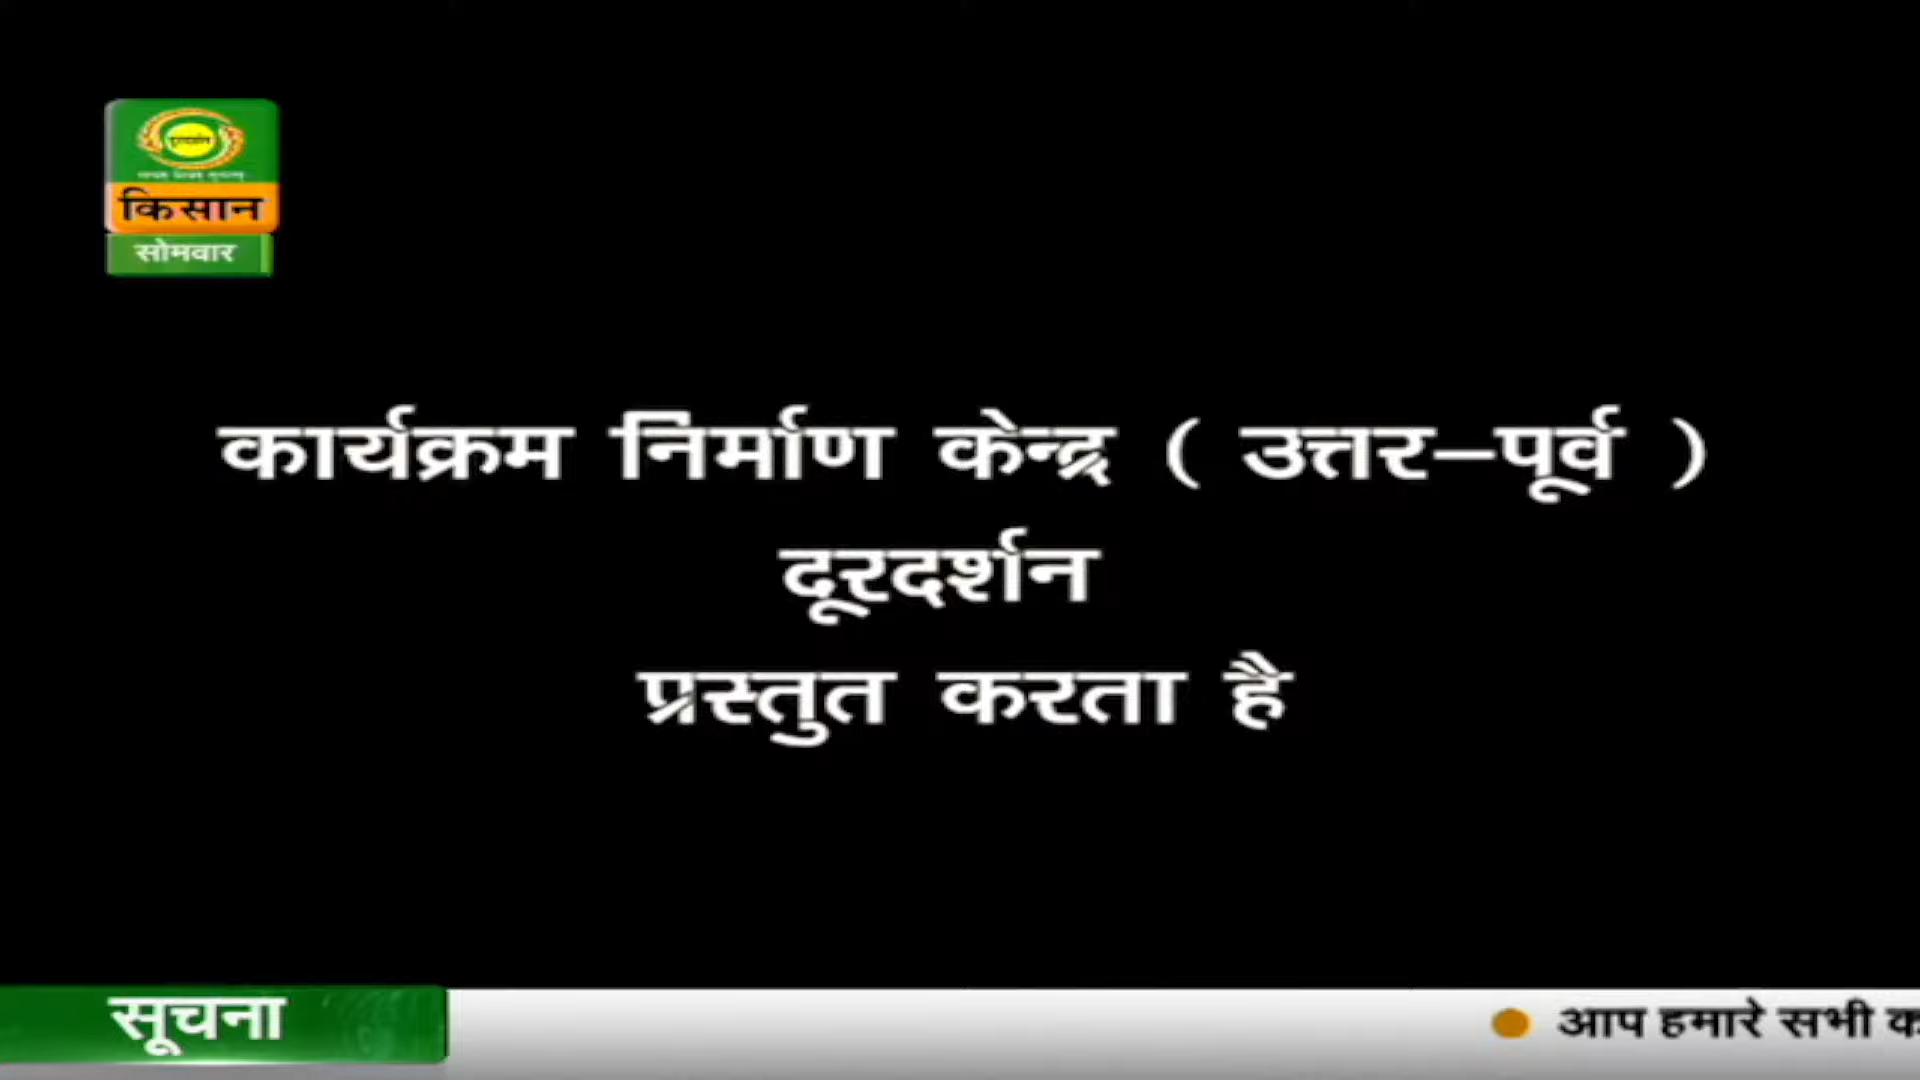 किसान
सोमवार
कार्यक्रम निर्माण केन्द्र ( उत्तर–पूर्व )
दूरदर्शन
प्रस्तुत करता है
सूचना
आप हमारे सभी क